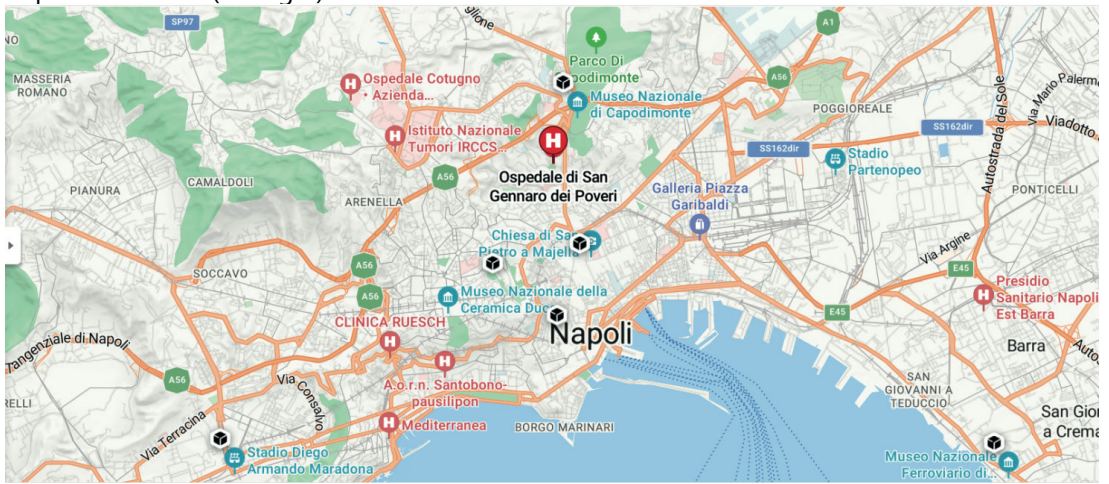 SP97
A1
NO
MASSERIA
ROMANO
Ospedale Cotugno
• Azienda...
Parco Di
podimonte
A56
Museo Nazionale
di Capodimonte
POGGIOREALE
Via Mario Palerm
Viadotto
Autostrada del Sole
Istituto Nazionale
Tumori IRCCS...
SS162dir
SS162dir
Stadio
Partenopeo
PIANURA
CAMALDOLI
A56
Ospedale di San
Gennaro dei Poveri
Galleria Piazza
Garibaldi
PONTICELLI
ARENELLA
Chiesa di San
Pietro a Majella
Via Argine
SOCCAVO
A56
E45
A56
Museo Nazionale della
Ceramica Duc
Presidio
Sanitario Napoli
Est Barra
E45
CLINICA RUESCH
Napoli
Tangenziale di Napoli
Barra
Auto
A56
Via Consalvo
A.o.r.n. Santobono-
pausilipon
SAN
GIOVANNI A
TEDUCCIO
RELLI
Via Terracina
Mediterranea
BORGO MARINARI
San Gior
a Crema
Stadio Diego
Armando Maradona
Museo Nazionale
Ferroviario di...